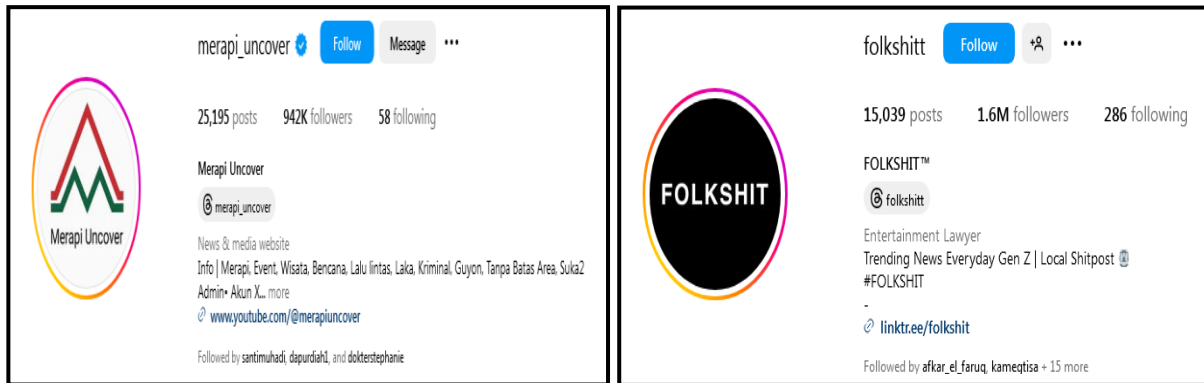 merapi_uncover Follow Message
25,195 posts 942K followers 58 following
Merapi Uncover
merapi_uncover
News & media website
Info | Merapi, Event, Wisata, Bencana, Lalu lintas, Laka, Kriminal, Guyon, Tanpa Batas Area, Suka2
Admin• Akun X... more
www.youtube.com/@merapiuncover
Followed by santimuhadi, dapurdiah1, and dokterstephanie
Merapi Uncover
folkshitt Follow
15,039 posts 1.6M followers 286 following
FOLKSHIT™
folkshitt
Entertainment Lawyer
Trending News Everyday Gen Z | Local Shitpost
#FOLKSHIT
-
linktr.ee/folkshit
Followed by afkar_el_faruq, kameqtisa + 15 more
FOLKSHIT